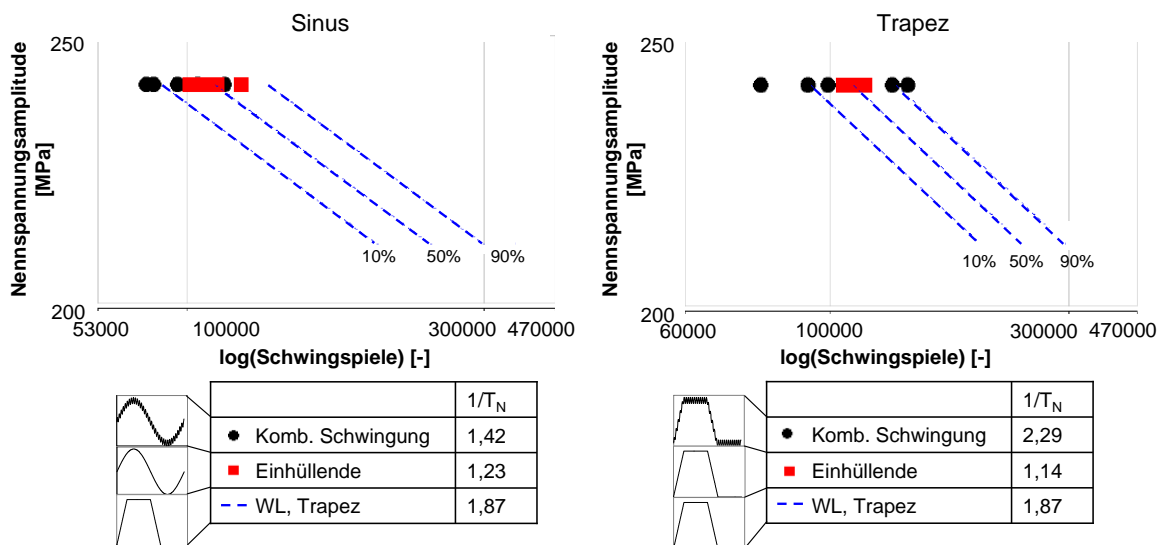 Sinus
250
Nennspannungsamplitude
[MPa]
200
10%
50%
90%
53000
100000
300000
470000
log(Schwingspiele) [-]
1/T_N
Komb. Schwingung 1,42
Einhüllende 1,23
WL, Trapez 1,87
Trapez
250
Nennspannungsamplitude
[MPa]
200
10%
50%
90%
60000
100000
300000
470000
log(Schwingspiele) [-]
1/T_N
Komb. Schwingung 2,29
Einhüllende 1,14
WL, Trapez 1,87